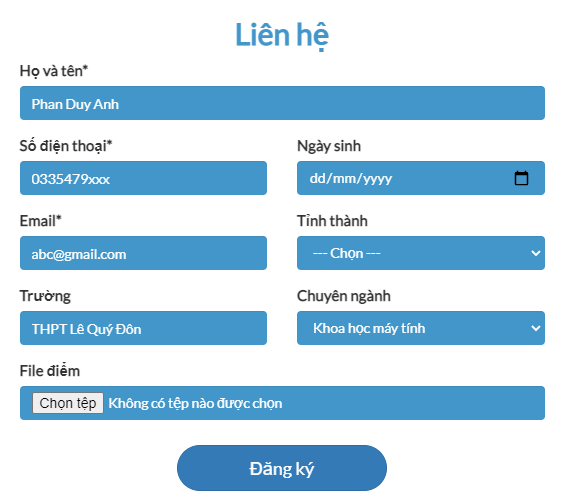 Liên hệ
Họ và tên*
Phan Duy Anh
Số điện thoại*
Ngày sinh
0335479xxx
dd/mm/yyyy
Email*
Tỉnh thành
abc@gmail.com
--- Chọn ---
Trường
Chuyên ngành
THPT Lê Quý Đôn
Khoa học máy tính
File điểm
Chọn tệp Không có tệp nào được chọn
Đăng ký